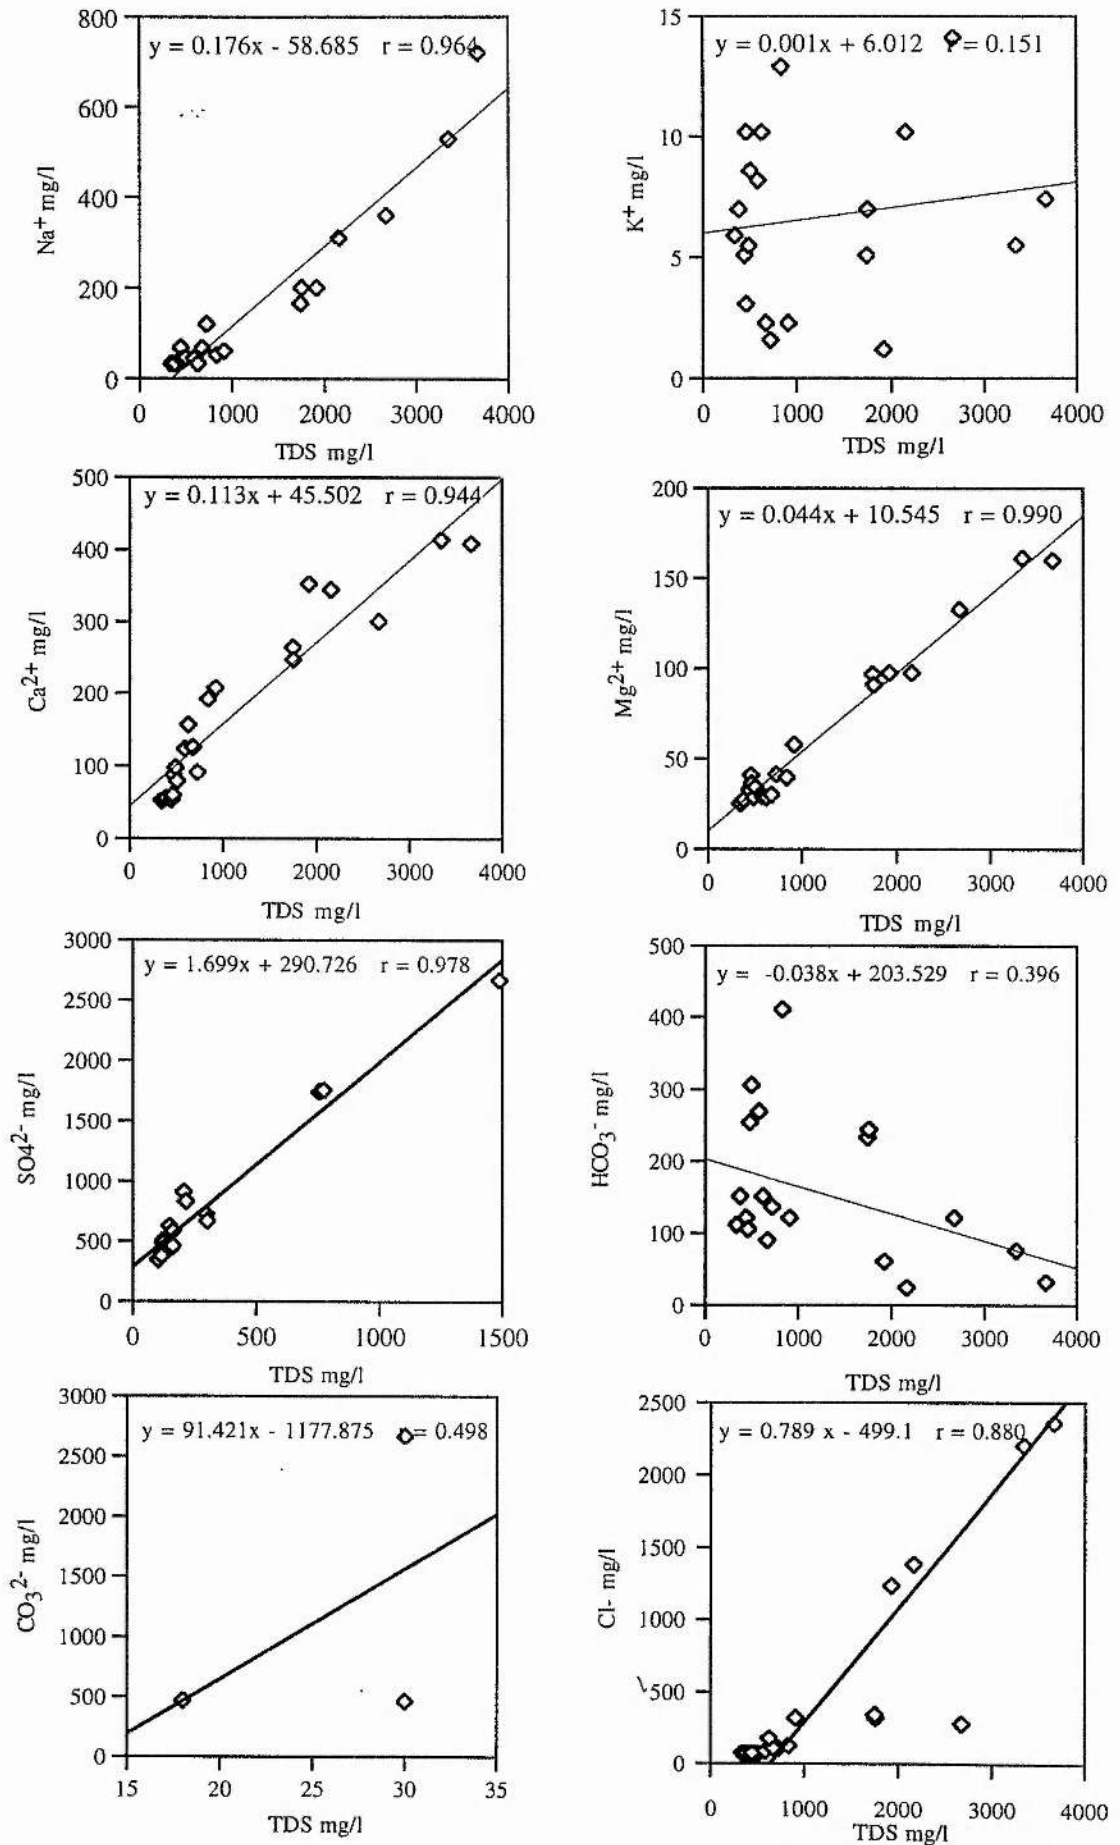 y = 0.176x - 58.685 r = 0.964
800
600
400
200
0
Na+ mg/l
0 1000 2000 3000 4000
TDS mg/l
y = 0.001x + 6.012 r = 0.151
15
10
5
0
K+ mg/l
0 1000 2000 3000 4000
TDS mg/l
y = 0.113x + 45.502 r = 0.944
500
400
300
200
100
0
Ca2+ mg/l
0 1000 2000 3000 4000
TDS mg/l
y = 0.044x + 10.545 r = 0.990
200
150
100
50
0
Mg2+ mg/l
0 1000 2000 3000 4000
TDS mg/l
y = 1.699x + 290.726 r = 0.978
3000
2500
2000
1500
1000
500
0
SO42- mg/l
0 500 1000 1500
TDS mg/l
y = -0.038x + 203.529 r = 0.396
500
400
300
200
100
0
HCO3- mg/l
0 1000 2000 3000 4000
TDS mg/l
y = 91.421x - 1177.875 = 0.498
3000
2500
2000
1500
1000
500
0
CO32- mg/l
15 20 25 30 35
TDS mg/l
y = 0.789 x - 499.1 r = 0.880
2500
2000
1500
1000
500
0
Cl- mg/l
0 1000 2000 3000 4000
TDS mg/l